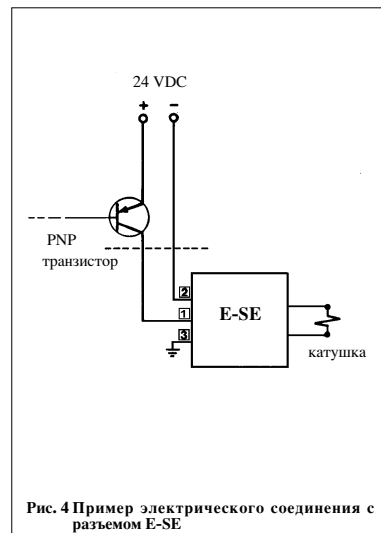 24 VDC
+ −
PNP
транзистор
2
1
3
E-SE
катушка
Рис. 4 Пример электрического соединения с
разъемом E-SE